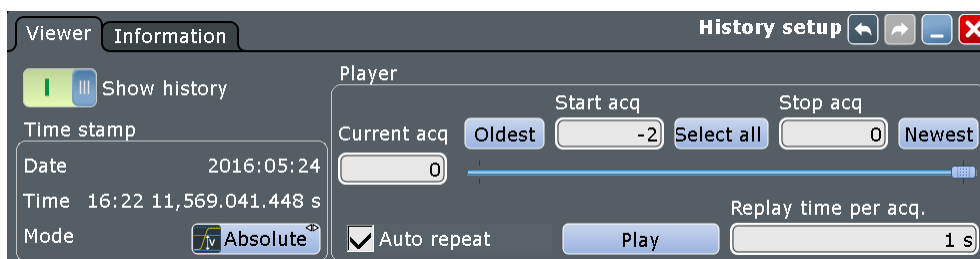 Viewer Information History setup
Show history
Player
Start acq Stop acq
Time stamp
Current acq Oldest -2 Select all 0 Newest
Date 2016:05:24
0
Time 16:22 11,569.041.448 s
Replay time per acq.
Mode Absolute
Auto repeat Play 1 s